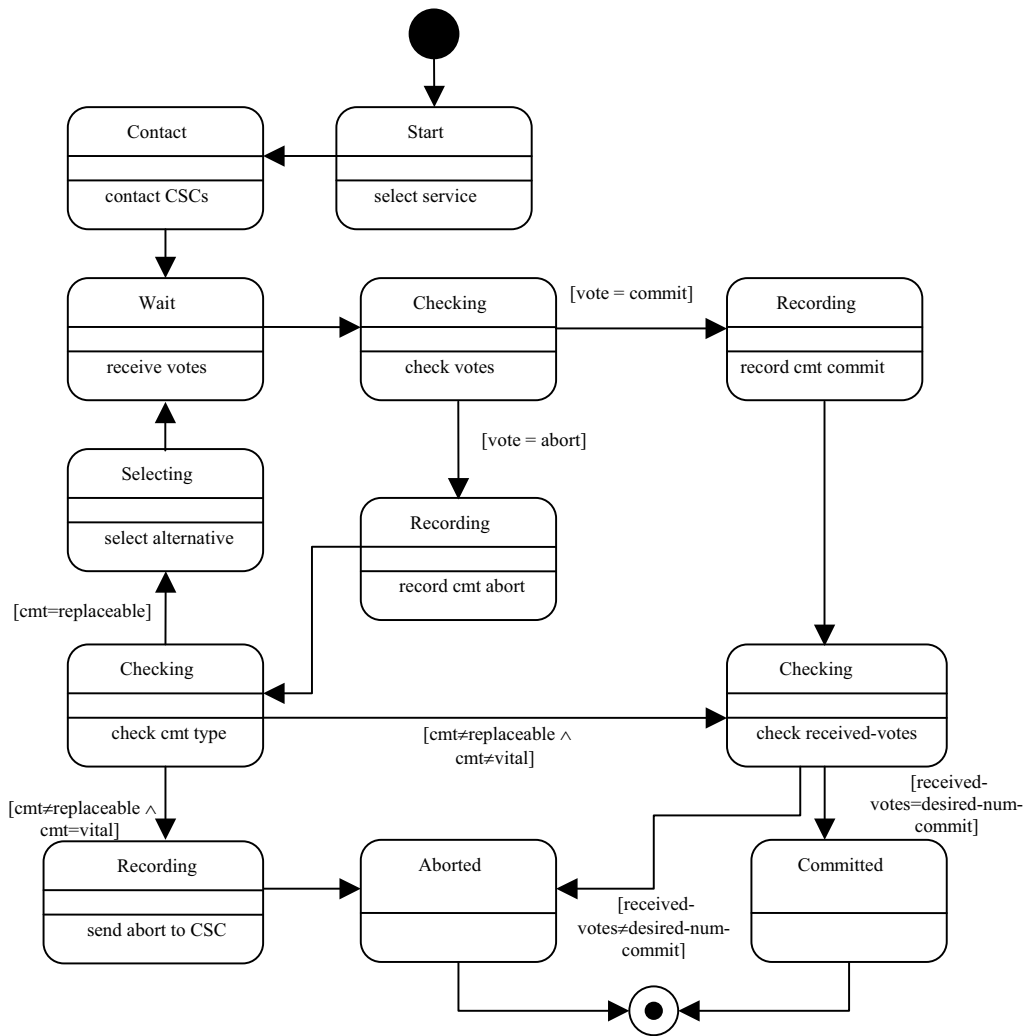 Contact
contact CSCs
Start
select service
Wait
receive votes
Checking
check votes
[vote = commit]
Recording
record cmt commit
[vote = abort]
Selecting
select alternative
Recording
record cmt abort
[cmt=replaceable]
Checking
check cmt type
[cmt≠replaceable ∧
cmt≠vital]
Checking
check received-votes
[cmt≠replaceable ∧
cmt=vital]
[received-
votes=desired-num-
commit]
Recording
send abort to CSC
Aborted
[received-
votes≠desired-num-
commit]
Committed